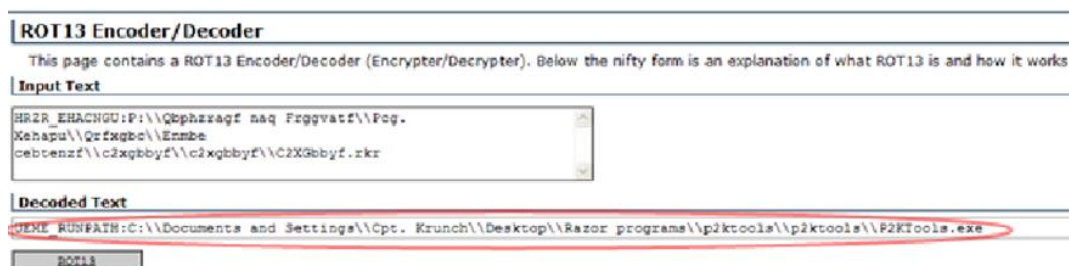 ROT13 Encoder/Decoder
This page contains a ROT13 Encoder/Decoder (Encrypter/Decrypter). Below the nifty form is an explanation of what ROT13 is and how it works
Input Text
HRZR_EHACNGU:P:\\Qbphzragf naq Frggvatf\\Pcg.
Xehapu\\Qrfxgbc\\Enmbe
cebtenzf\\c2xgbbyf\\c2xgbbyf\\C2XGbbyf.rkr
Decoded Text
UEME_RUNPATH:C:\\Documents and Settings\\Cpt. Krunch\\Desktop\\Razor programs\\p2ktools\\p2ktools\\P2KTools.exe
ROT13